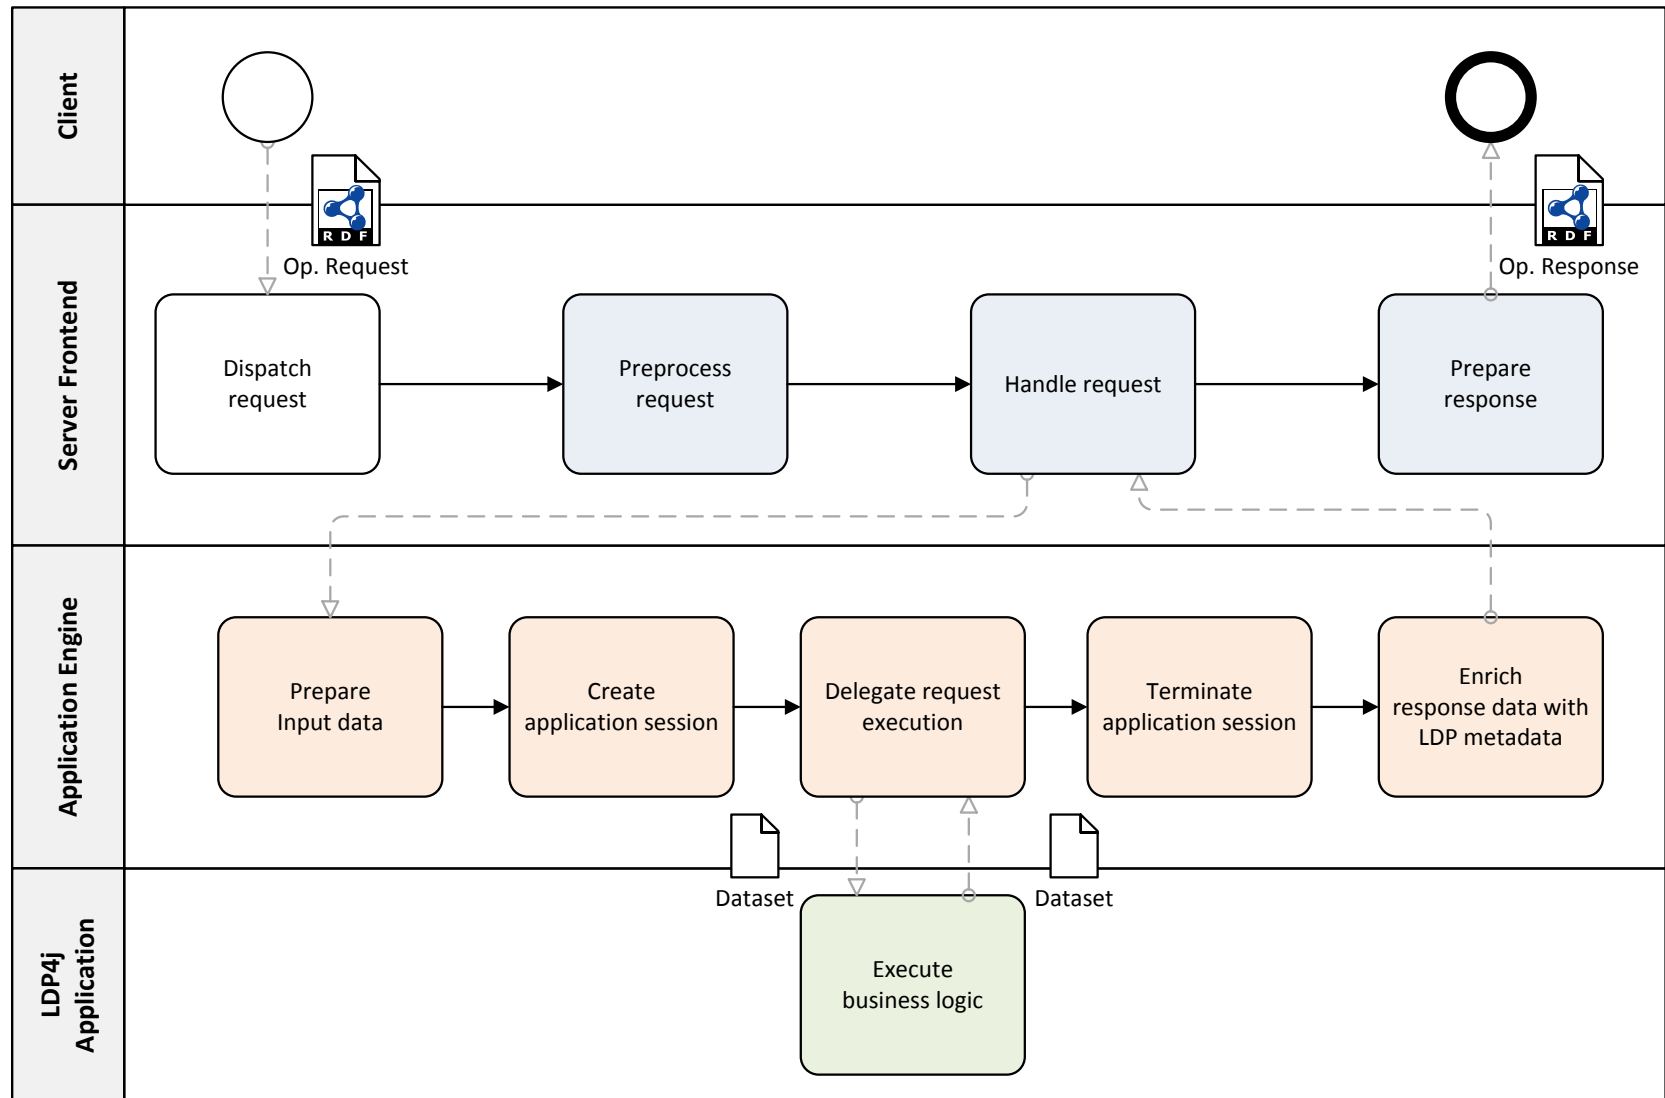 Client
R D F
R D F
Op. Request
Op. Response
Server Frontend
Dispatch
request
Preprocess
request
Handle request
Prepare
response
Application Engine
Prepare
Input data
Create
application session
Delegate request
execution
Terminate
application session
Enrich
response data with
LDP metadata
Dataset
Dataset
LDP4j
Application
Execute
business logic